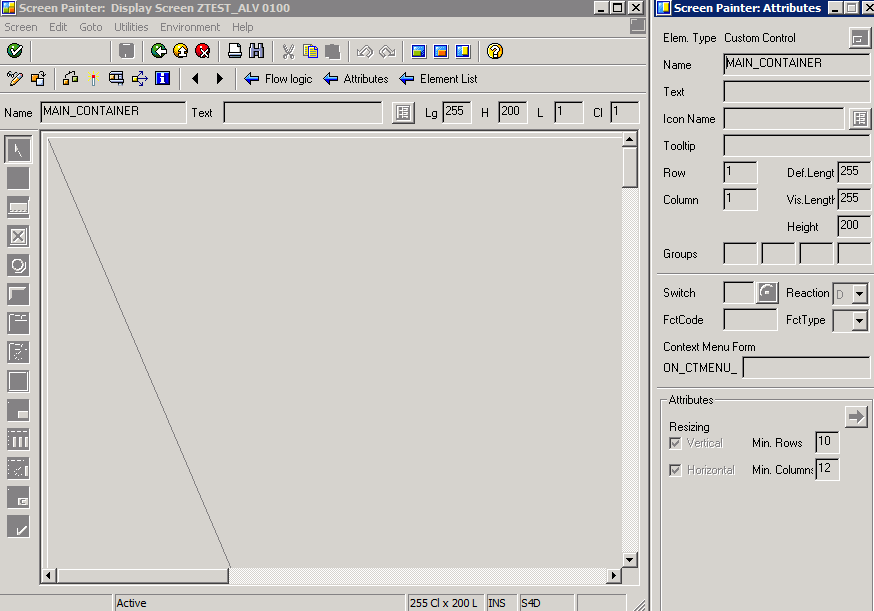 Screen Painter: Display Screen ZTEST_ALV 0100
Screen Edit Goto Utilities Environment Help
Flow logic Attributes Element List
Name MAIN_CONTAINER Text Lg 255 H 200 L 1 Cl 1
Active 255 Cl x 200 L INS S4D
Screen Painter: Attributes
Elem. Type Custom Control
Name MAIN_CONTAINER
Text
Icon Name
Tooltip
Row 1 Def.Lengt 255
Column 1 Vis.Length 255
Height 200
Groups
Switch Reaction D
FctCode FctType
Context Menu Form
ON_CTMENU_
Attributes
Resizing
Vertical Min. Rows 10
Horizontal Min. Columns 12